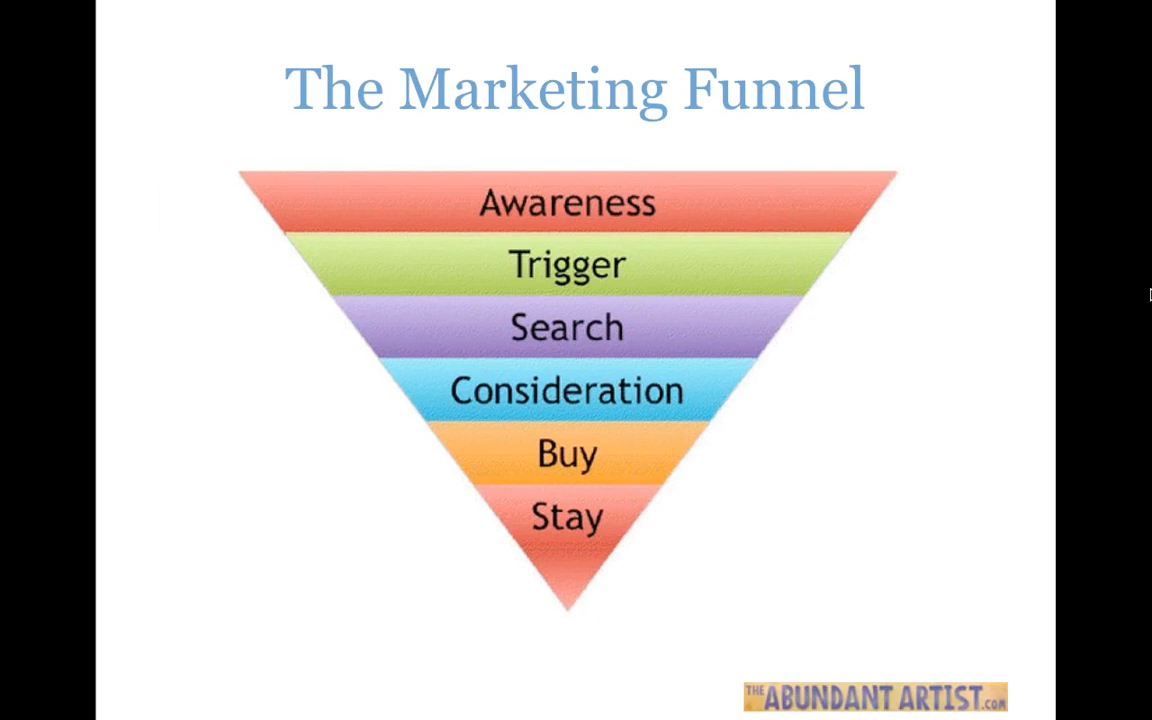 The Marketing Funnel
Awareness
Trigger
Search
Consideration
Buy
Stay
THE ABUNDANT ARTIST.COM